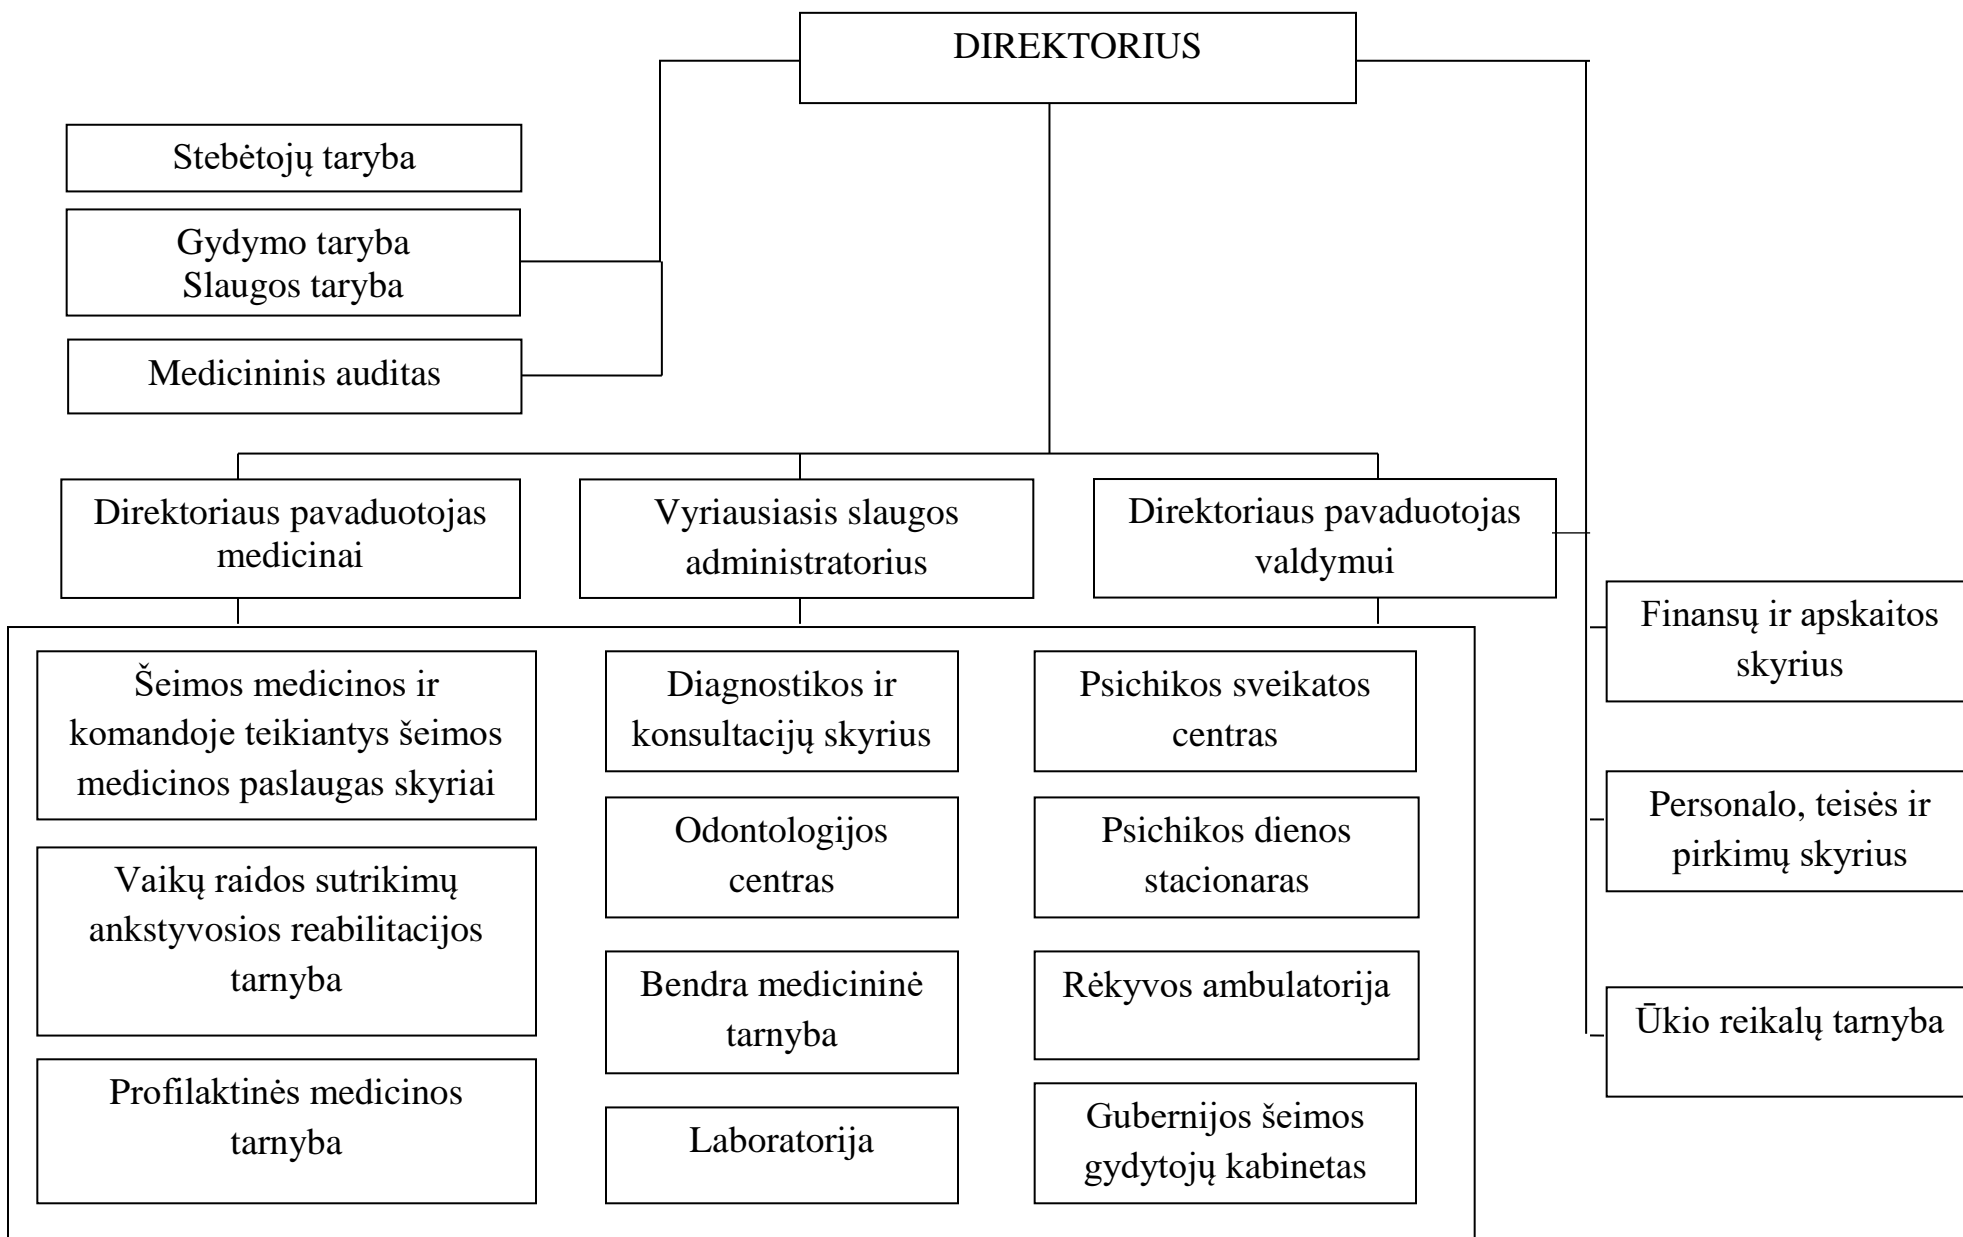 DIREKTORIUS
Stebėtojų taryba
Gydymo taryba
Slaugos taryba
Medicininis auditas
Direktoriaus pavaduotojas
medicinai
Vyriausiasis slaugos
administratorius
Direktoriaus pavaduotojas
valdymui
Finansų ir apskaitos
skyrius
Personalo, teisės ir
pirkimų skyrius
Ūkio reikalų tarnyba
Šeimos medicinos ir
komandoje teikiantys šeimos
medicinos paslaugas skyriai
Vaikų raidos sutrikimų
ankstyvosios reabilitacijos
tarnyba
Profilaktinės medicinos
tarnyba
Diagnostikos ir
konsultacijų skyrius
Odontologijos
centras
Bendra medicininė
tarnyba
Laboratorija
Psichikos sveikatos
centras
Psichikos dienos
stacionaras
Rėkyvos ambulatorija
Gubernijos šeimos
gydytojų kabinetas